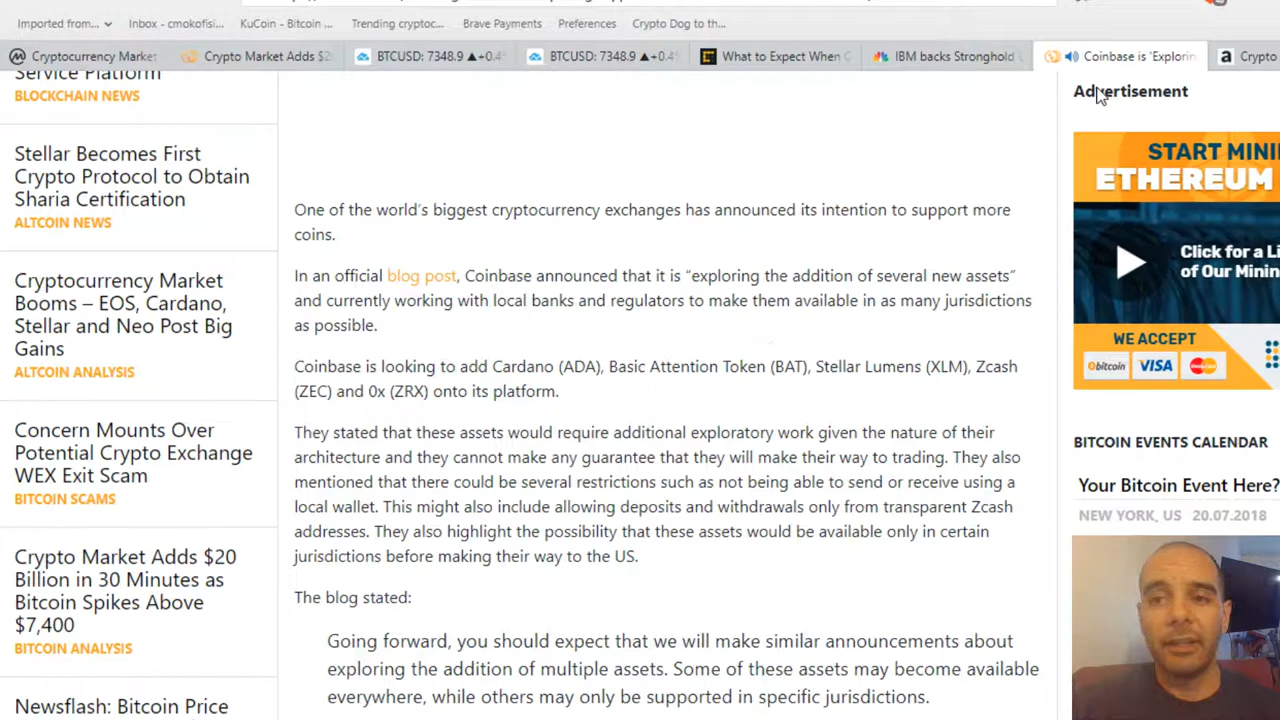 Imported from...
Inbox - cmokofisi...
KuCoin - Bitcoin ...
Trending cryptoc...
Brave Payments
Preferences
Crypto Dog to th...
Cryptocurrency Market
Crypto Market Adds $2
BTCUSD: 7348.9 ▲+0.4
BTCUSD: 7348.9 ▲+0.4
What to Expect When
IBM backs Stronghold
Coinbase is 'Explorin
Crypto
Service Platform
BLOCKCHAIN NEWS
Stellar Becomes First
Crypto Protocol to Obtain
Sharia Certification
ALTCOIN NEWS
Cryptocurrency Market
Booms – EOS, Cardano,
Stellar and Neo Post Big
Gains
ALTCOIN ANALYSIS
Concern Mounts Over
Potential Crypto Exchange
WEX Exit Scam
BITCOIN SCAMS
Crypto Market Adds $20
Billion in 30 Minutes as
Bitcoin Spikes Above
$7,400
BITCOIN ANALYSIS
Newsflash: Bitcoin Price
One of the world's biggest cryptocurrency exchanges has announced its intention to support more
coins.
In an official blog post, Coinbase announced that it is “exploring the addition of several new assets”
and currently working with local banks and regulators to make them available in as many jurisdictions
as possible.
Coinbase is looking to add Cardano (ADA), Basic Attention Token (BAT), Stellar Lumens (XLM), Zcash
(ZEC) and 0x (ZRX) onto its platform.
They stated that these assets would require additional exploratory work given the nature of their
architecture and they cannot make any guarantee that they will make their way to trading. They also
mentioned that there could be several restrictions such as not being able to send or receive using a
local wallet. This might also include allowing deposits and withdrawals only from transparent Zcash
addresses. They also highlight the possibility that these assets would be available only in certain
jurisdictions before making their way to the US.
The blog stated:
Going forward, you should expect that we will make similar announcements about
exploring the addition of multiple assets. Some of these assets may become available
everywhere, while others may only be supported in specific jurisdictions.
Advertisement
START MINI
ETHEREUM
Click for a Li
of Our Mini
WE ACCEPT
bitcoin
VISA
BITCOIN EVENTS CALENDAR
Your Bitcoin Event Here?
NEW YORK, US 20.07.2018